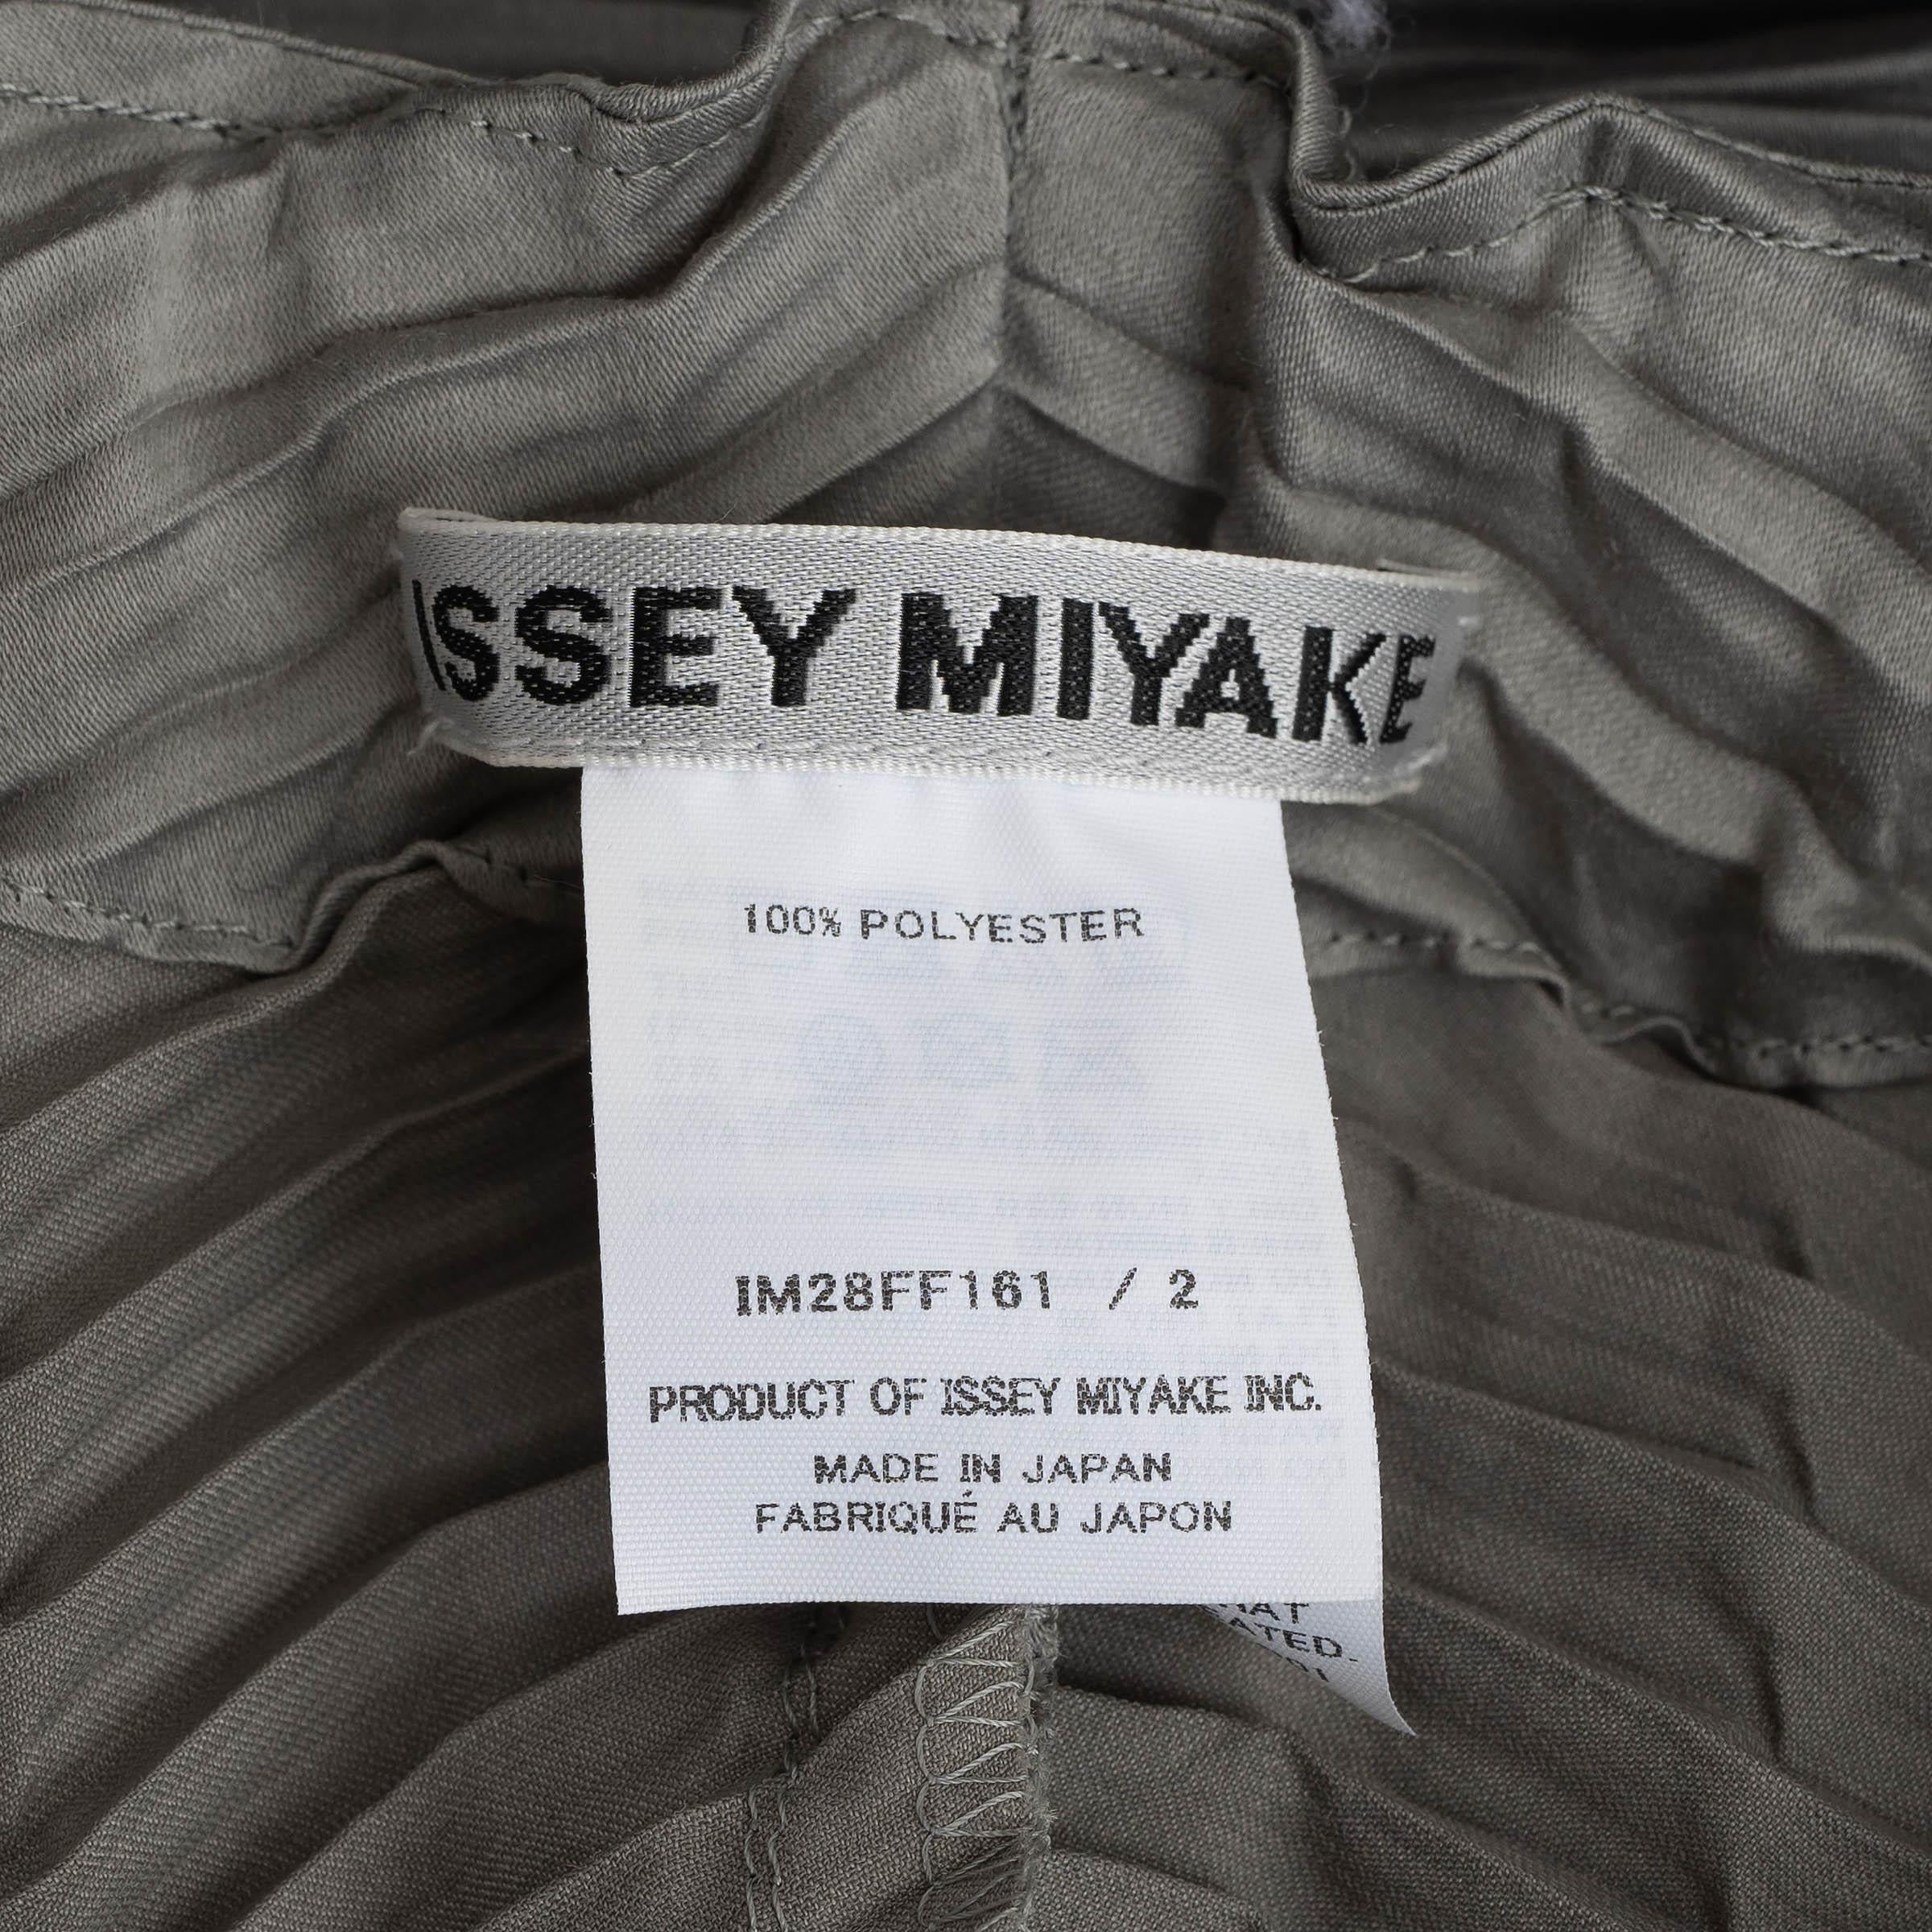 ISSEY MIYAKE
100% POLYESTER
IM28FF161 / 2
PRODUCT OF ISSEY MIYAKE INC.
MADE IN JAPAN
FABRIQUÉ AU JAPON